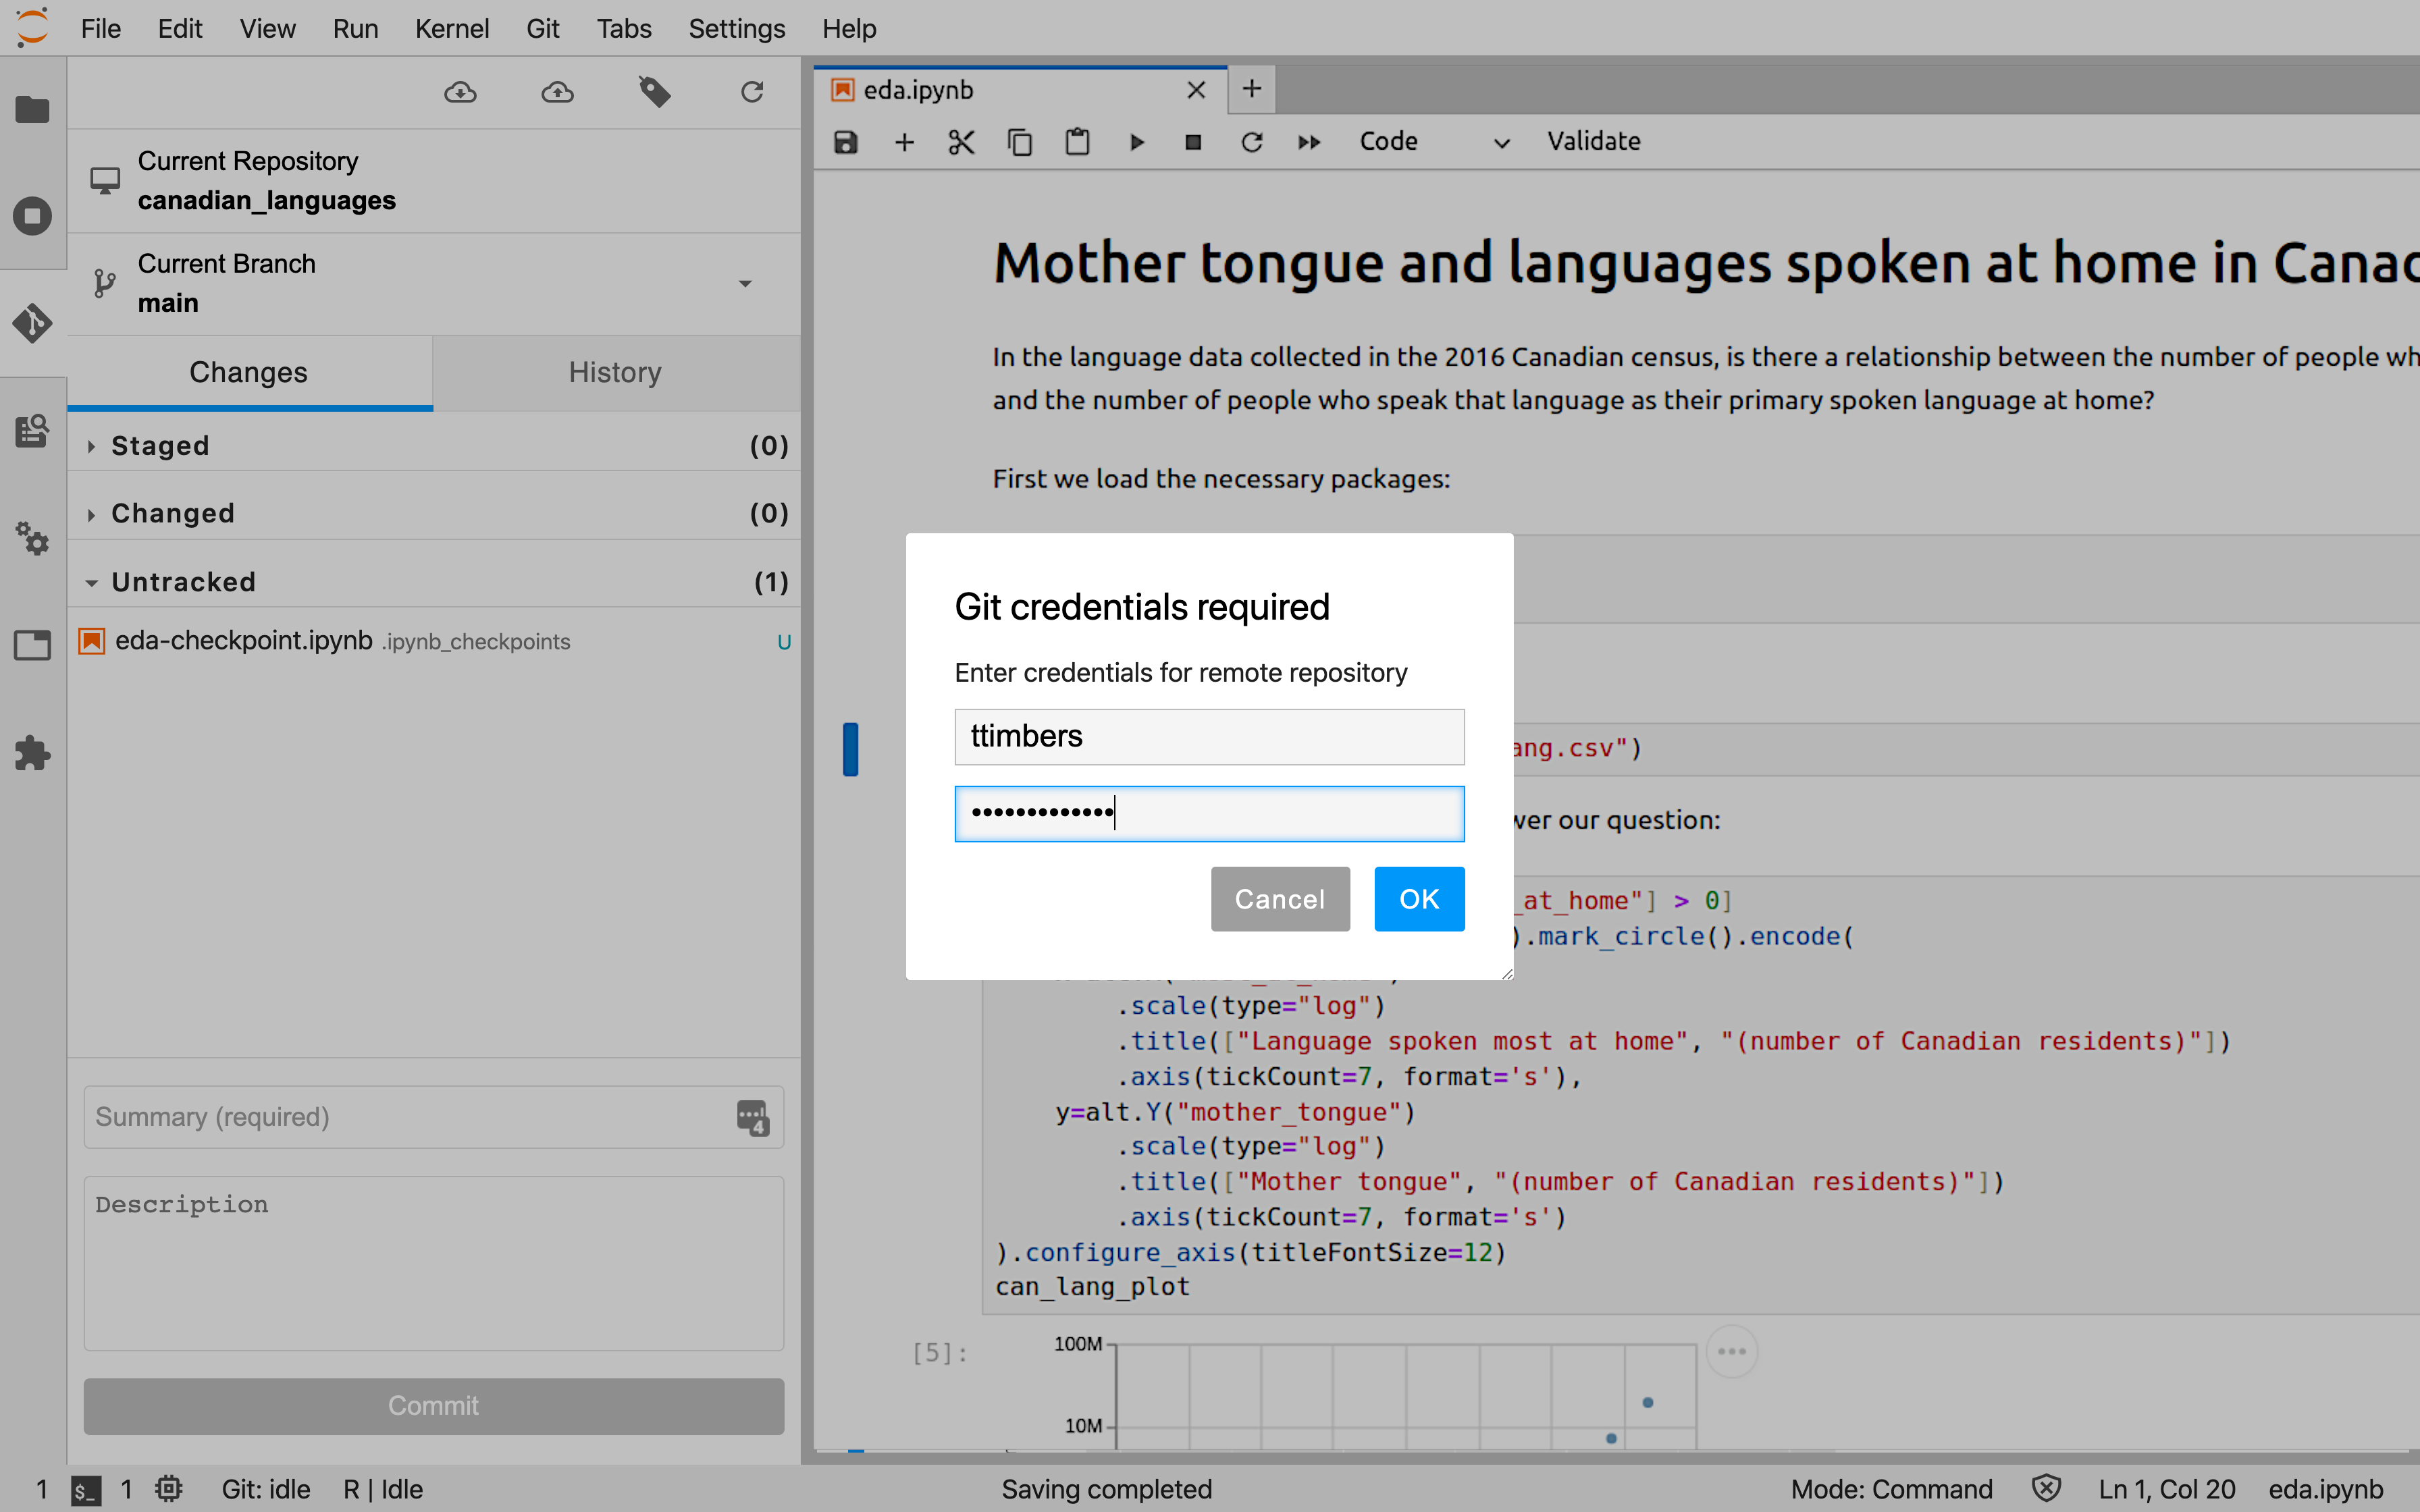 File Edit View Run Kernel Git Tabs Settings Help
Current Repository
canadian_languages
Current Branch
main
Changes History
Staged (0)
Changed (0)
Untracked (1)
eda-checkpoint.ipynb .ipynb_checkpoints U
Summary (required) 4
Description
Commit
eda.ipynb
Code Validate
Mother tongue and languages spoken at home in Canad
In the language data collected in the 2016 Canadian census, is there a relationship between the number of people wh
and the number of people who speak that language as their primary spoken language at home?
First we load the necessary packages:
Git credentials required
Enter credentials for remote repository
ttimbers
•••••••••••••
Cancel OK
ang.csv")
wer our question:
_at_home"] > 0]
).mark_circle().encode(
.scale(type="log")
.title(["Language spoken most at home", "(number of Canadian residents)"])
.axis(tickCount=7, format='s'),
y=alt.Y("mother_tongue")
.scale(type="log")
.title(["Mother tongue", "(number of Canadian residents)"])
.axis(tickCount=7, format='s')
).configure_axis(titleFontSize=12)
can_lang_plot
[5]:
100M
10M
1 $_ 1 Git: idle R | Idle Saving completed Mode: Command Ln 1, Col 20 eda.ipynb